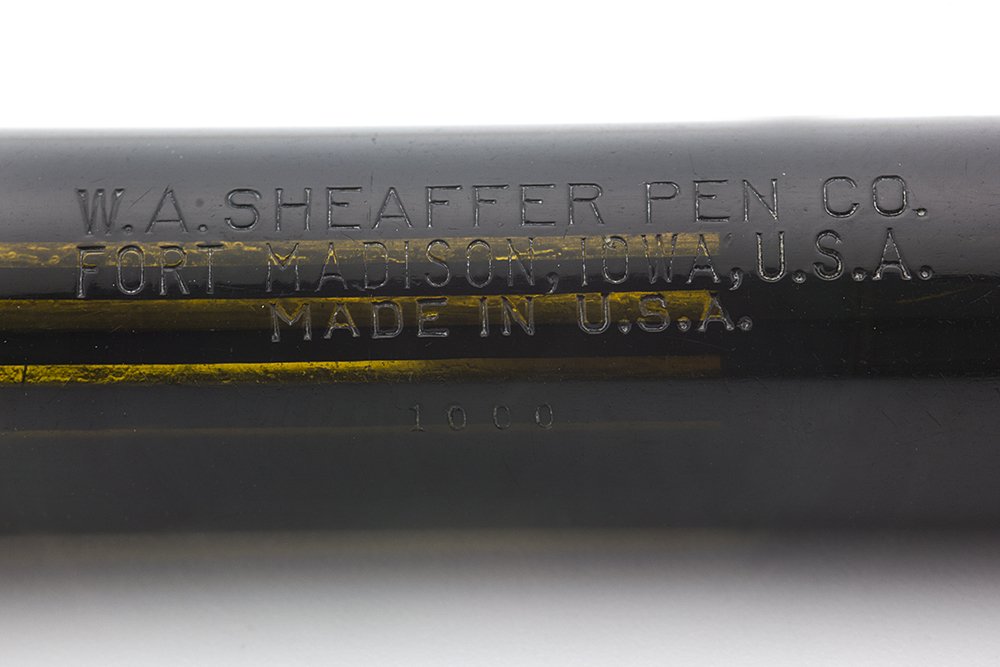 W.A. SHEAFFER PEN CO.
FORT MADISON, IOWA, U.S.A.
MADE IN U.S.A.
1000